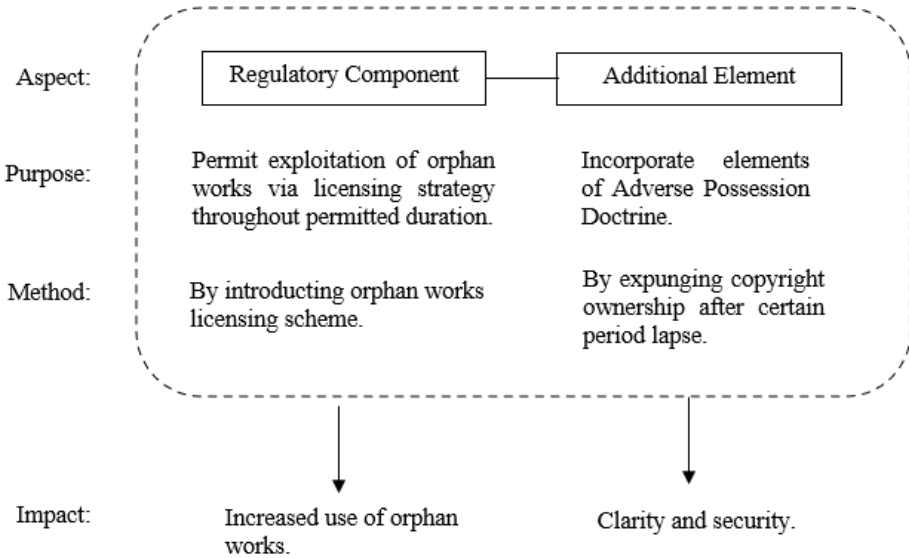 Aspect:
Regulatory Component
Additional Element
Purpose:
Permit exploitation of orphan
works via licensing strategy
throughout permitted duration.
Incorporate elements
of Adverse Possession
Doctrine.
Method:
By introducting orphan works
licensing scheme.
By expunging copyright
ownership after certain
period lapse.
Impact:
Increased use of orphan
works.
Clarity and security.